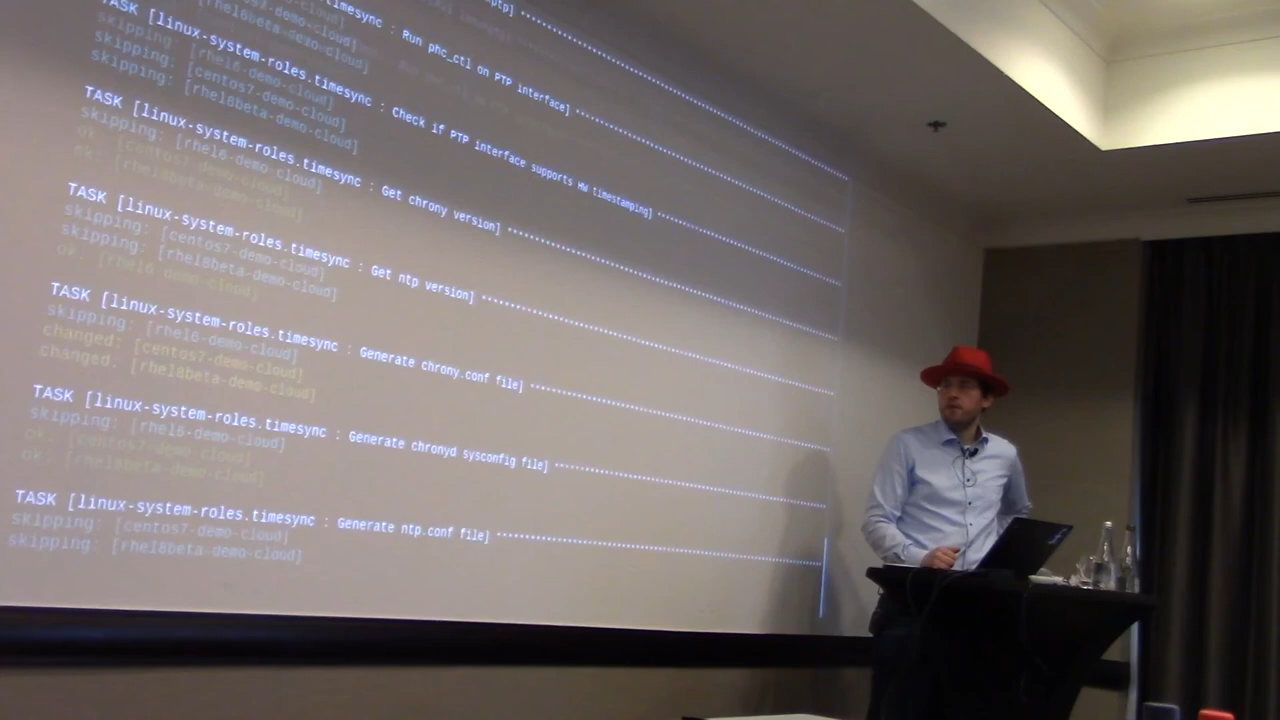 timesync : Run phc_ctl on PTP interface] ****************************************
TASK [linux-system-roles.timesync : Check if PTP interface supports HW timestamping] ****************************
skipping: [rhel6-demo-cloud]
skipping: [centos7-demo-cloud]
skipping: [rhel8beta-demo-cloud]
TASK [linux-system-roles.timesync : Get chrony version] ****************************************
skipping: [rhel6-demo-cloud]
ok: [centos7-demo-cloud]
ok: [rhel8beta-demo-cloud]
TASK [linux-system-roles.timesync : Get ntp version] ****************************************
skipping: [centos7-demo-cloud]
skipping: [rhel8beta-demo-cloud]
ok: [rhel6-demo-cloud]
TASK [linux-system-roles.timesync : Generate chrony.conf file] ****************************************
skipping: [rhel6-demo-cloud]
changed: [centos7-demo-cloud]
changed: [rhel8beta-demo-cloud]
TASK [linux-system-roles.timesync : Generate chronyd sysconfig file] ****************************************
skipping: [rhel6-demo-cloud]
ok: [centos7-demo-cloud]
ok: [rhel8beta-demo-cloud]
TASK [linux-system-roles.timesync : Generate ntp.conf file] ****************************************
skipping: [centos7-demo-cloud]
skipping: [rhel8beta-demo-cloud]